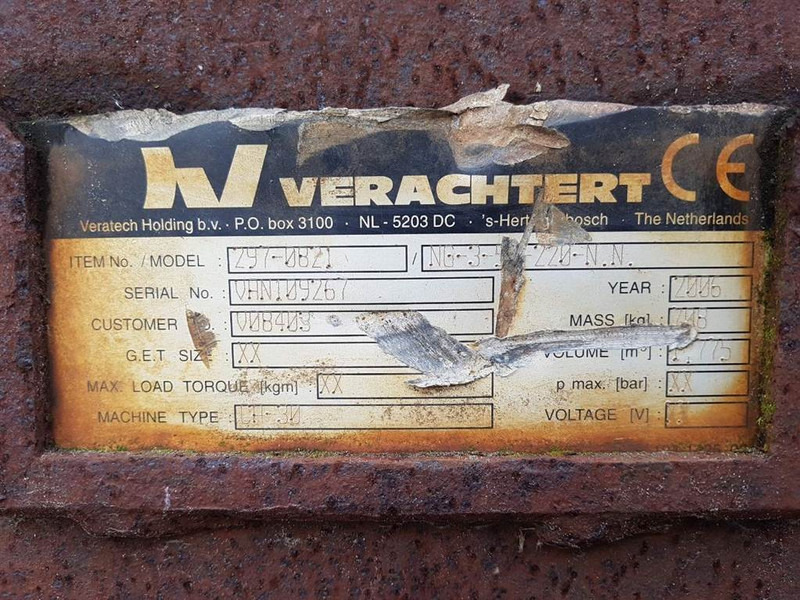 VERACHTERT CE
Veratech Holding b.v. · P.O. box 3100 · NL - 5203 DC · · The Netherlands
ITEM No. / MODEL : 297-0821 /
SERIAL No. : VHN109267 YEAR : 2006
CUSTOMER : V08403 MASS [kg]
G.E.T SIZE : XX VOLUME [m³]
MAX. LOAD TORQUE [kgm] : XX p max. [bar] : XX
MACHINE TYPE : VOLTAGE [V] :